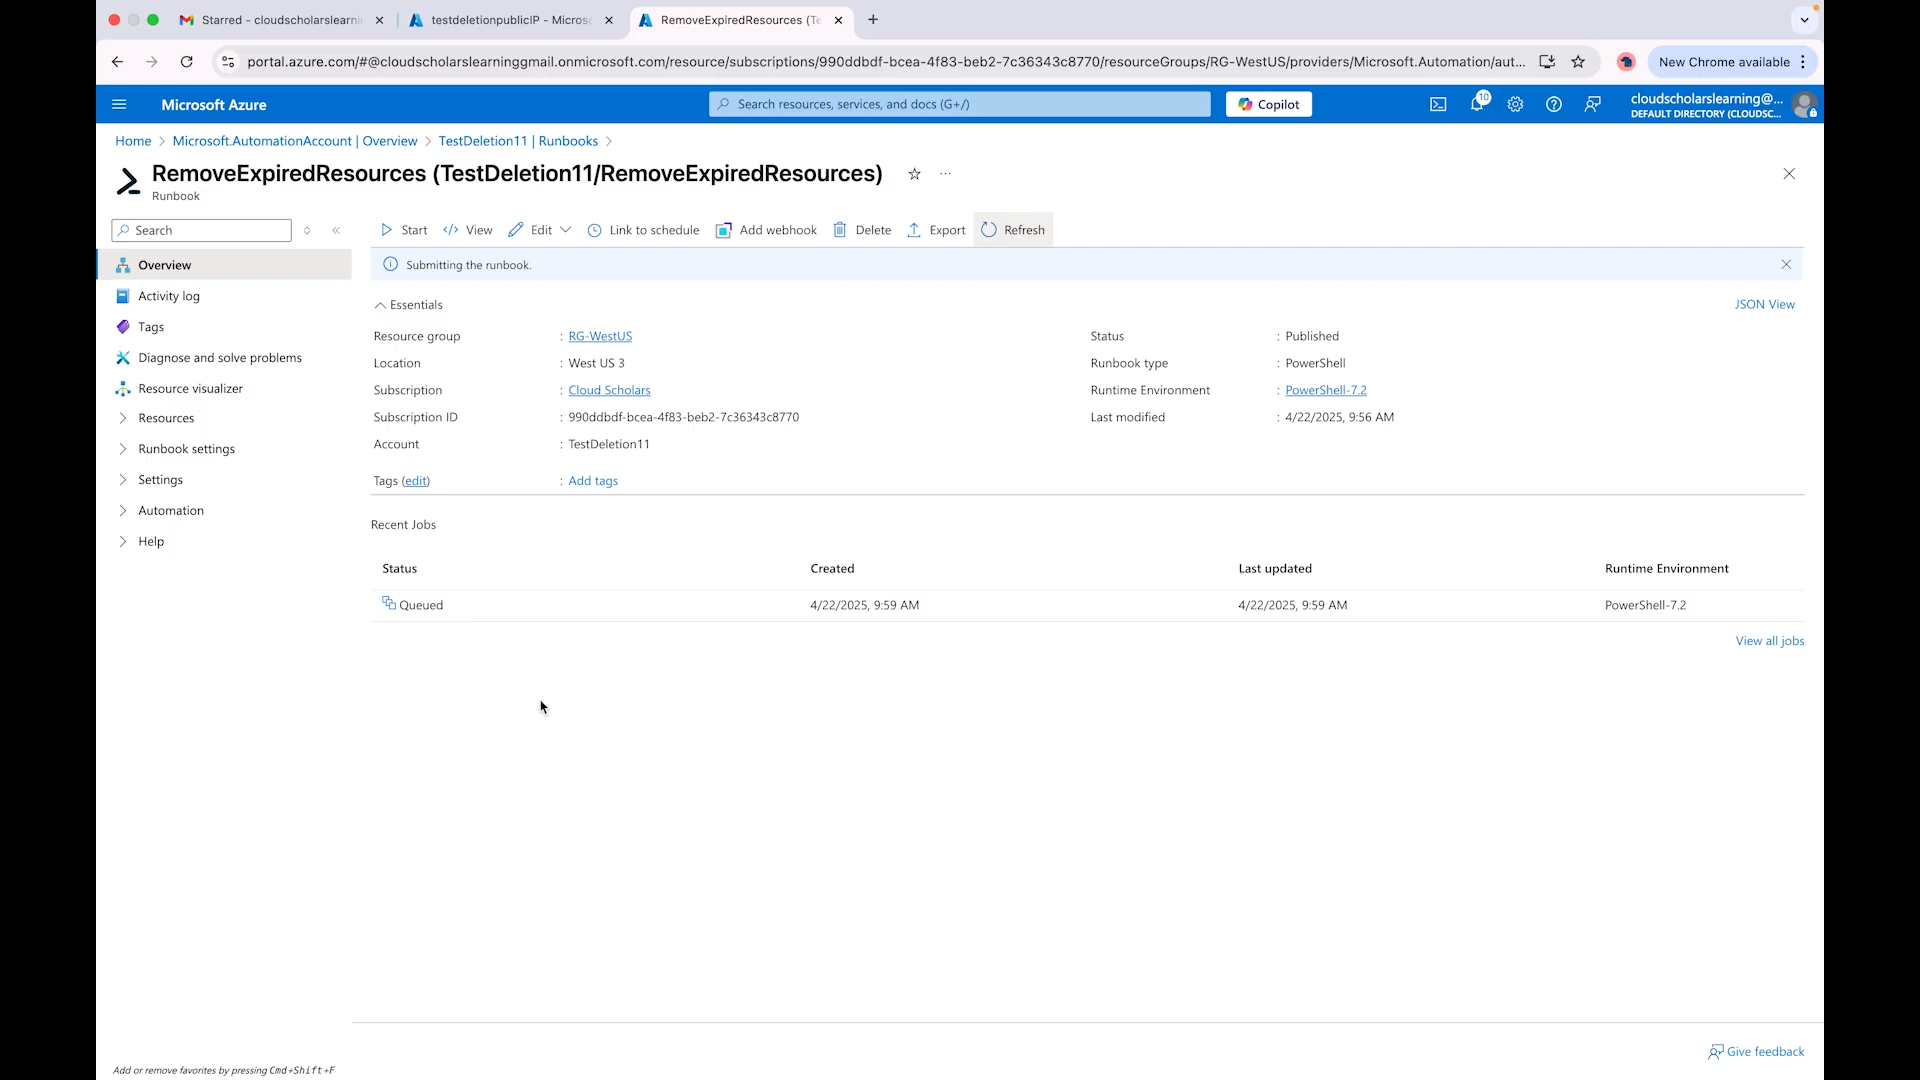 Starred - cloudscholarslearni
testdeletionpublicIP - Micros
RemoveExpiredResources (Te
portal.azure.com/#@cloudscholarslearninggmail.onmicrosoft.com/resource/subscriptions/990ddbdf-bcea-4f83-beb2-7c36343c8770/resourceGroups/RG-WestUS/providers/Microsoft.Automation/aut...
New Chrome available
Microsoft Azure
Search resources, services, and docs (G+/)
Copilot
10
cloudscholarslearning@...
DEFAULT DIRECTORY (CLOUDSC...
Home > Microsoft.AutomationAccount | Overview > TestDeletion11 | Runbooks >
RemoveExpiredResources (TestDeletion11/RemoveExpiredResources)
Runbook
Search
Start
View
Edit
Link to schedule
Add webhook
Delete
Export
Refresh
Overview
Activity log
Tags
Diagnose and solve problems
Resource visualizer
Resources
Runbook settings
Settings
Automation
Help
Submitting the runbook.
Essentials
JSON View
Resource group : RG-WestUS
Location : West US 3
Subscription : Cloud Scholars
Subscription ID : 990ddbdf-bcea-4f83-beb2-7c36343c8770
Account : TestDeletion11
Status : Published
Runbook type : PowerShell
Runtime Environment : PowerShell-7.2
Last modified : 4/22/2025, 9:56 AM
Tags (edit) : Add tags
Recent Jobs
Status Created Last updated Runtime Environment
Queued 4/22/2025, 9:59 AM 4/22/2025, 9:59 AM PowerShell-7.2
View all jobs
Give feedback
Add or remove favorites by pressing Cmd+Shift+F